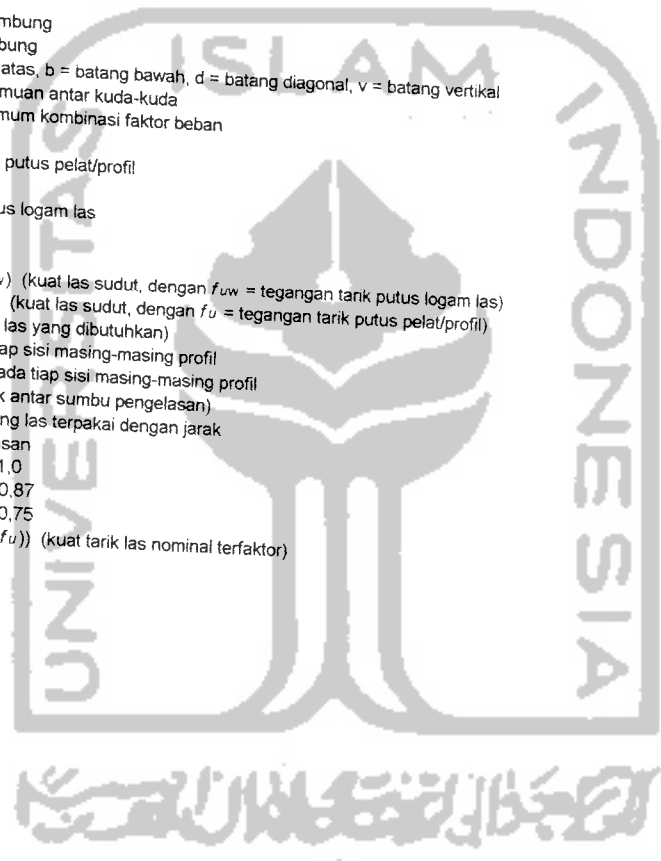 mbung
bung
atas, b = batang bawah, d = batang diagonal, v = batang vertikal
muan antar kuda-kuda
mum kombinasi faktor beban
putus pelat/profil
us logam las
) (kuat las sudut, dengan fuw = tegangan tarik putus logam las)
(kuat las sudut, dengan fu = tegangan tarik putus pelat/profil)
las yang dibutuhkan)
ap sisi masing-masing profil
ada tiap sisi masing-masing profil
k antar sumbu pengelasan)
ng las terpakai dengan jarak
san
1,0
0,87
0,75
fu)) (kuat tarik las nominal terfaktor)
ISLAM
UNIVERSITAS
INDONESIA